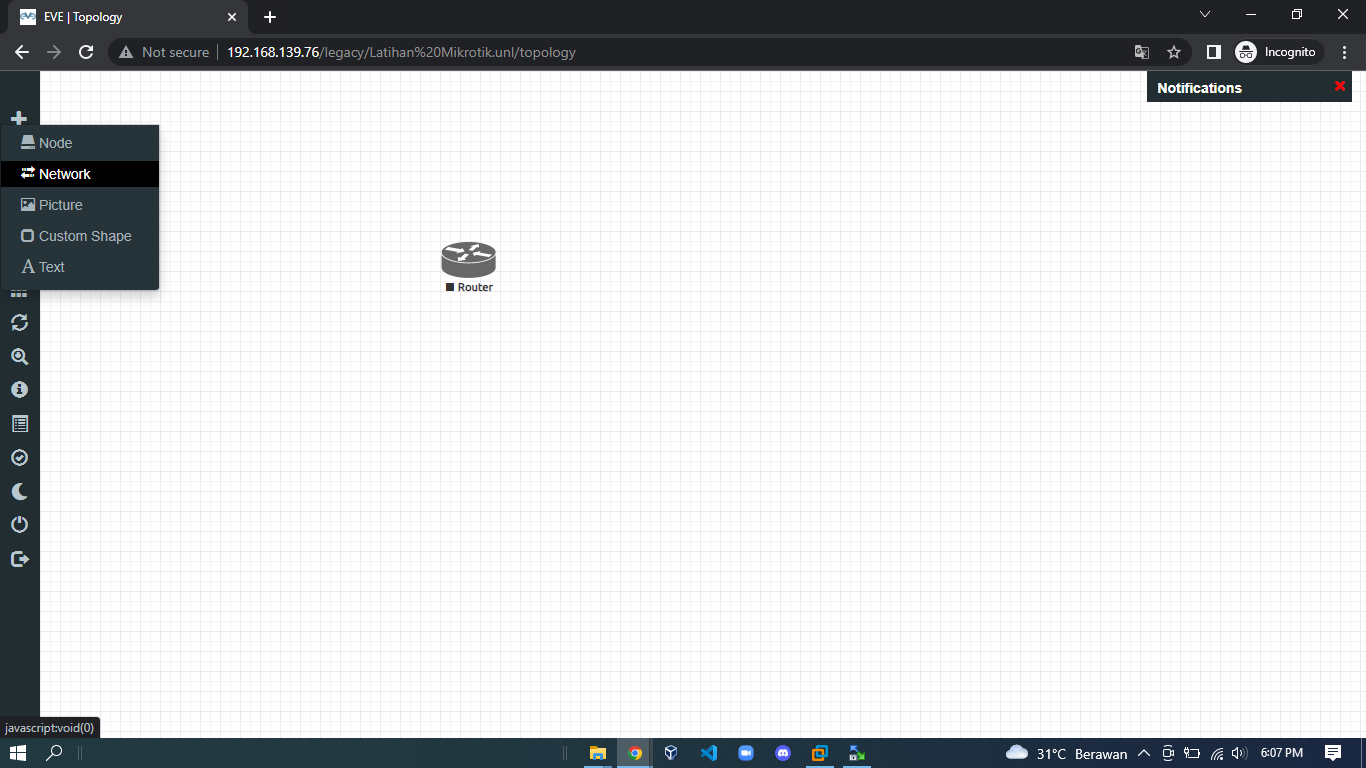 EVE | Topology
Not secure
192.168.139.76/legacy/Latihan%20Mikrotik.unl/topology
Incognito
Notifications
Node
Network
Picture
Custom Shape
A Text
Router
javascript:void(0)
31°C Berawan
6:07 PM